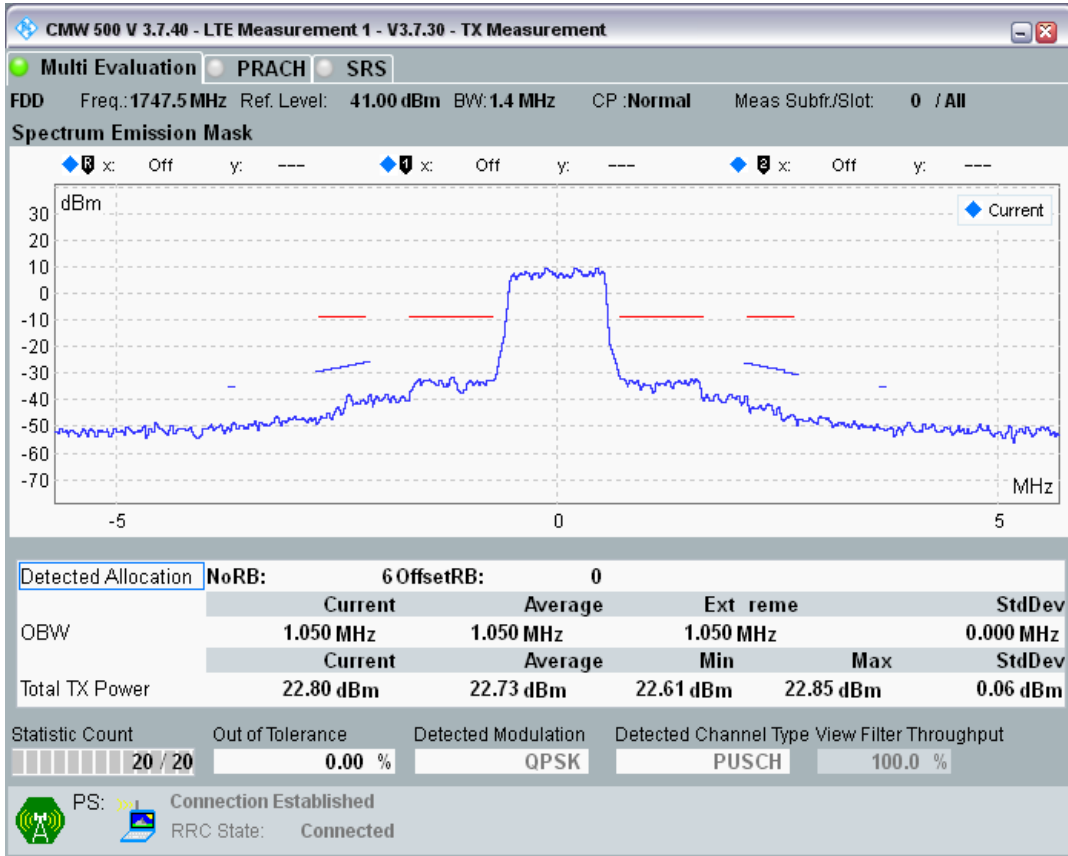 CMW 500 V 3.7.40 - LTE Measurement 1 - V3.7.30 - TX Measurement
Multi Evaluation PRACH SRS
FDD Freq.: 1747.5 MHz Ref. Level: 41.00 dBm BW: 1.4 MHz CP : Normal Meas Subfr./Slot: 0 / All
Spectrum Emission Mask
R x: Off y: --- 1 x: Off y: --- 2 x: Off y: ---
dBm
Current
30
20
10
0
-10
-20
-30
-40
-50
-60
-70
MHz
-5 0 5
Detected Allocation NoRB: 6 OffsetRB: 0
Current Average Ext reme StdDev
OBW 1.050 MHz 1.050 MHz 1.050 MHz 0.000 MHz
Current Average Min Max StdDev
Total TX Power 22.80 dBm 22.73 dBm 22.61 dBm 22.85 dBm 0.06 dBm
Statistic Count Out of Tolerance Detected Modulation Detected Channel Type View Filter Throughput
20 / 20 0.00 % QPSK PUSCH 100.0 %
PS: Connection Established
RRC State: Connected